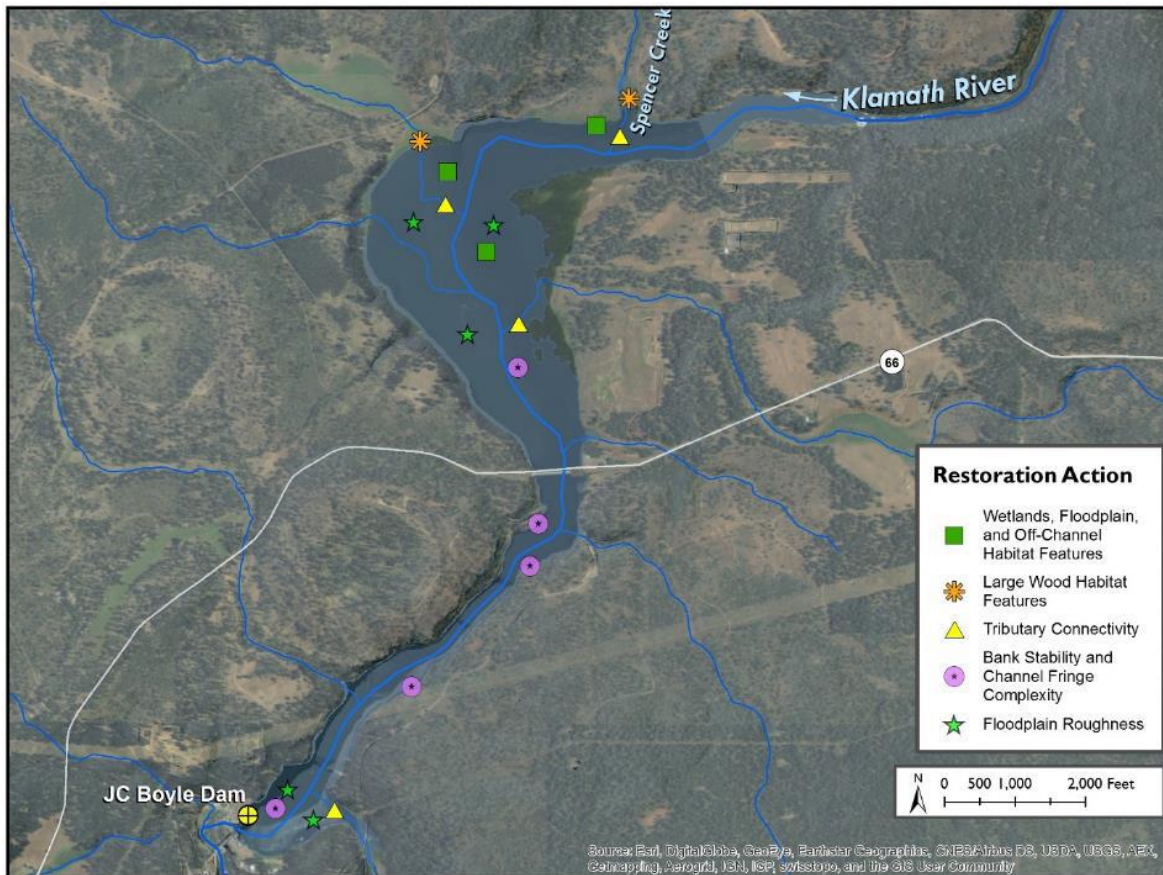 Spencer Creek
Klamath River
66
JC Boyle Dam
Restoration Action
Wetlands, Floodplain,
and Off-Channel
Habitat Features
Large Wood Habitat
Features
Tributary Connectivity
Bank Stability and
Channel Fringe
Complexity
Floodplain Roughness
N
0 500 1,000 2,000 Feet
Source: Esri, DigitalGlobe, GeoEye, Earthstar Geographics, CNES/Airbus DS, USDA, USGS, AEX,
Getmapping, Aerogrid, IGN, IGP, swisstopo, and the GIS User Community